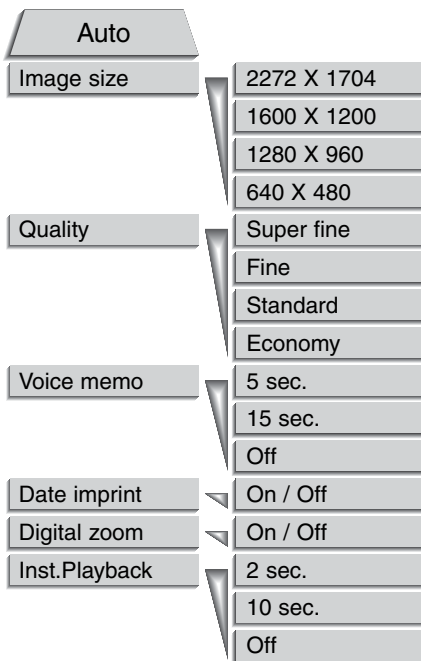 Auto
Image size 2272 X 1704
1600 X 1200
1280 X 960
640 X 480
Quality Super fine
Fine
Standard
Economy
Voice memo 5 sec.
15 sec.
Off
Date imprint On / Off
Digital zoom On / Off
Inst.Playback 2 sec.
10 sec.
Off